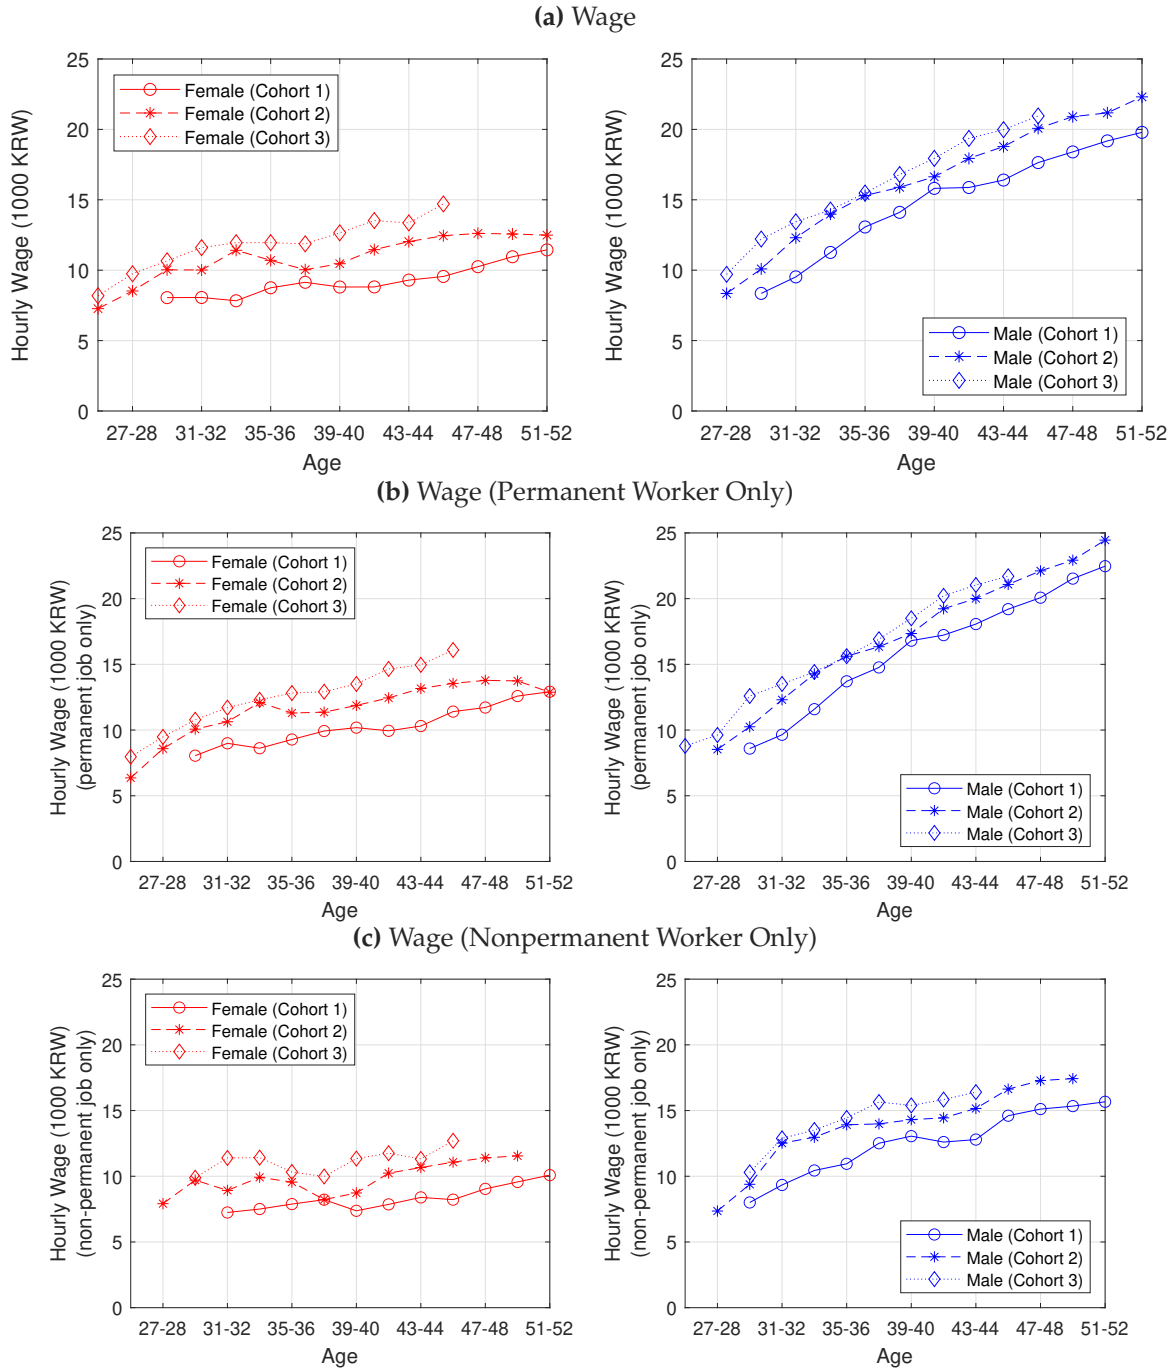 (a) Wage
Hourly Wage (1000 KRW)
25
20
15
10
5
0
Female (Cohort 1)
Female (Cohort 2)
Female (Cohort 3)
27-28 31-32 35-36 39-40 43-44 47-48 51-52
Age
Hourly Wage (1000 KRW)
25
20
15
10
5
0
Male (Cohort 1)
Male (Cohort 2)
Male (Cohort 3)
27-28 31-32 35-36 39-40 43-44 47-48 51-52
Age
(b) Wage (Permanent Worker Only)
Hourly Wage (1000 KRW)
(permanent job only)
25
20
15
10
5
0
Female (Cohort 1)
Female (Cohort 2)
Female (Cohort 3)
27-28 31-32 35-36 39-40 43-44 47-48 51-52
Age
Hourly Wage (1000 KRW)
(permanent job only)
25
20
15
10
5
0
Male (Cohort 1)
Male (Cohort 2)
Male (Cohort 3)
27-28 31-32 35-36 39-40 43-44 47-48 51-52
Age
(c) Wage (Nonpermanent Worker Only)
Hourly Wage (1000 KRW)
(non-permanent job only)
25
20
15
10
5
0
Female (Cohort 1)
Female (Cohort 2)
Female (Cohort 3)
27-28 31-32 35-36 39-40 43-44 47-48 51-52
Age
Hourly Wage (1000 KRW)
(non-permanent job only)
25
20
15
10
5
0
Male (Cohort 1)
Male (Cohort 2)
Male (Cohort 3)
27-28 31-32 35-36 39-40 43-44 47-48 51-52
Age